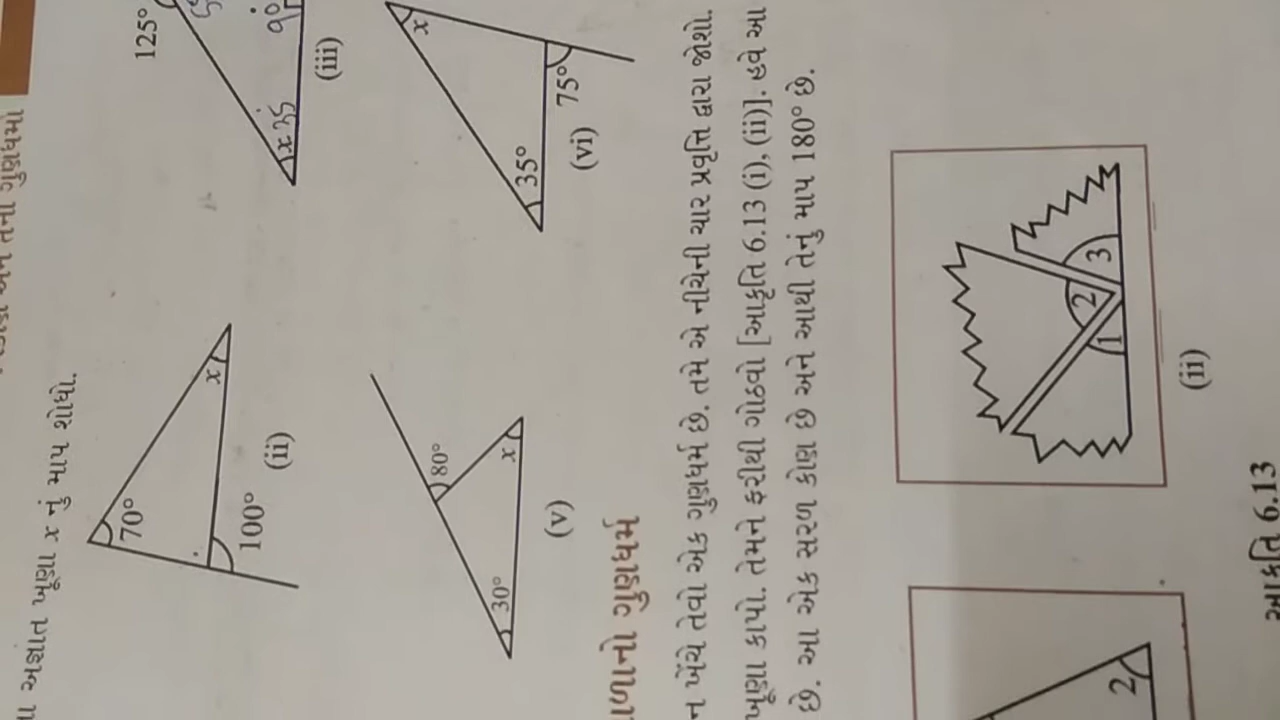 અજ્ઞાત ખૂણા x નું માપ શોધો.
70°
x
100°
(ii)
125°
x 35
90
(iii)
80°
30°
x
(v)
x
35°
75°
(vi)
ગુણધર્મ
ખેંચે તેવો એક ગુણધર્મ છે. તમે એ નીચેની ચાર પ્રવૃત્તિ દ્વારા જોશો.
ખૂણા કાપો. તેમને ફરીથી ગોઠવો [આકૃતિ 6.13 (i), (ii)]. હવે આ
છે. આ એક સરળ કોણ છે અને આથી તેનું માપ 180° છે.
2
1
2
3
(ii)
આકૃતિ 6.13